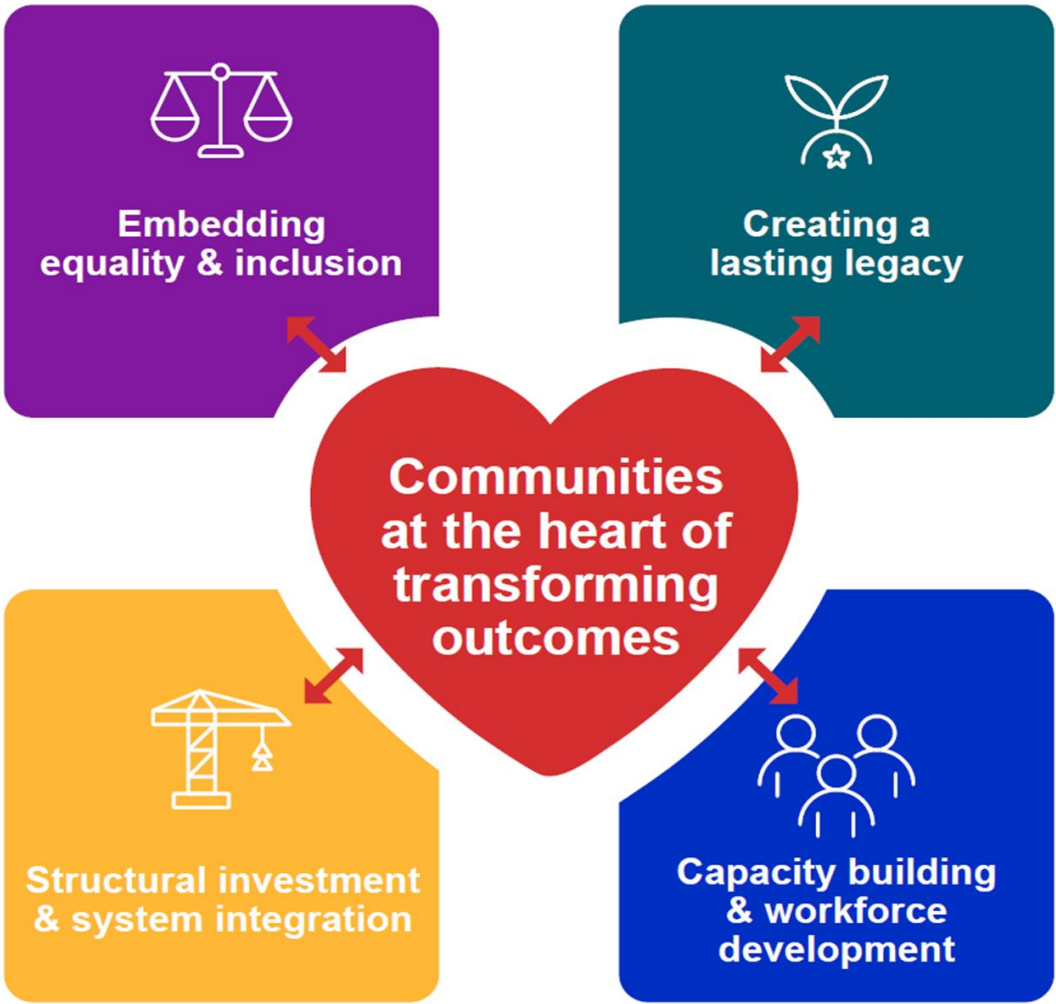 Embedding
equality & inclusion
Creating a
lasting legacy
Communities
at the heart of
transforming
outcomes
Structural investment
& system integration
Capacity building
& workforce
development